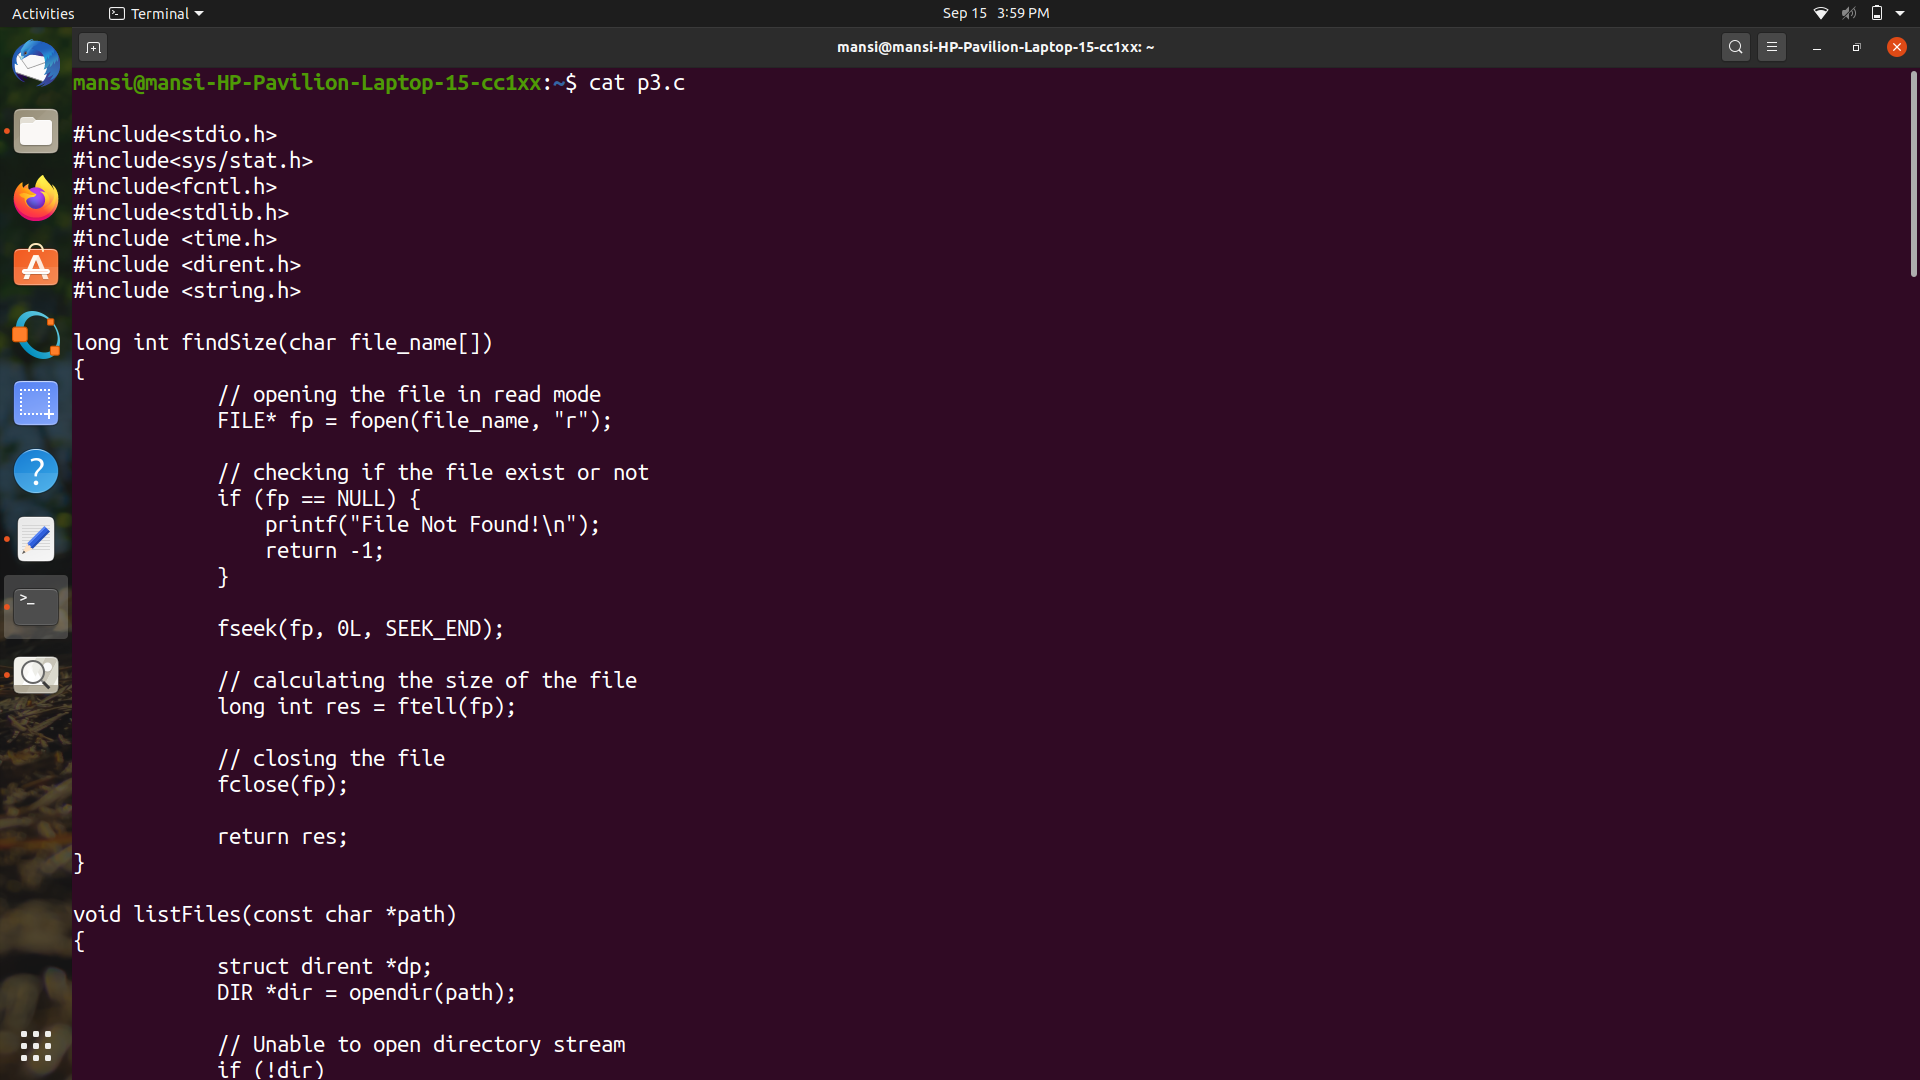 Activities
Terminal
Sep 15 3:59 PM
mansi@mansi-HP-Pavilion-Laptop-15-cc1xx: ~
mansi@mansi-HP-Pavilion-Laptop-15-cc1xx:~$ cat p3.c
#include<stdio.h>
#include<sys/stat.h>
#include<fcntl.h>
#include<stdlib.h>
#include <time.h>
#include <dirent.h>
#include <string.h>
long int findSize(char file_name[])
{
// opening the file in read mode
FILE* fp = fopen(file_name, "r");
// checking if the file exist or not
if (fp == NULL) {
printf("File Not Found!\n");
return -1;
}
fseek(fp, 0L, SEEK_END);
// calculating the size of the file
long int res = ftell(fp);
// closing the file
fclose(fp);
return res;
}
void listFiles(const char *path)
{
struct dirent *dp;
DIR *dir = opendir(path);
// Unable to open directory stream
if (!dir)